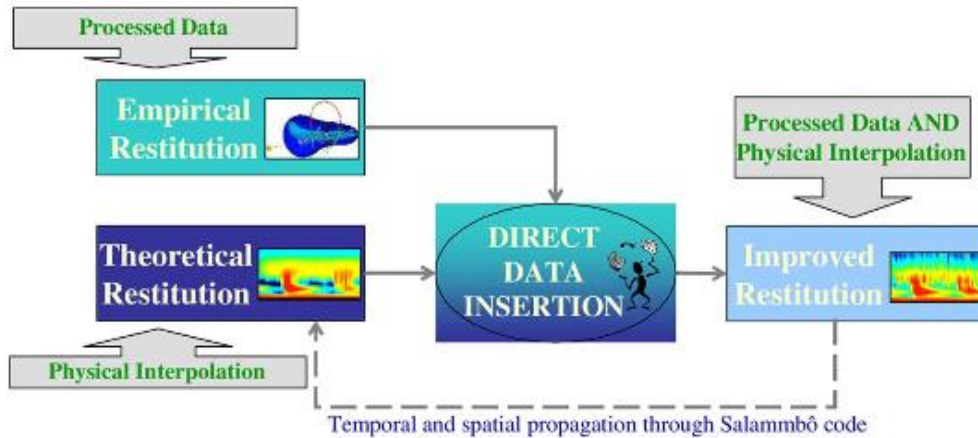 Processed Data
Empirical
Restitution
Processed Data AND
Physical Interpolation
Theoretical
Restitution
DIRECT
DATA
INSERTION
Improved
Restitution
Physical Interpolation
Temporal and spatial propagation through Salammbô code